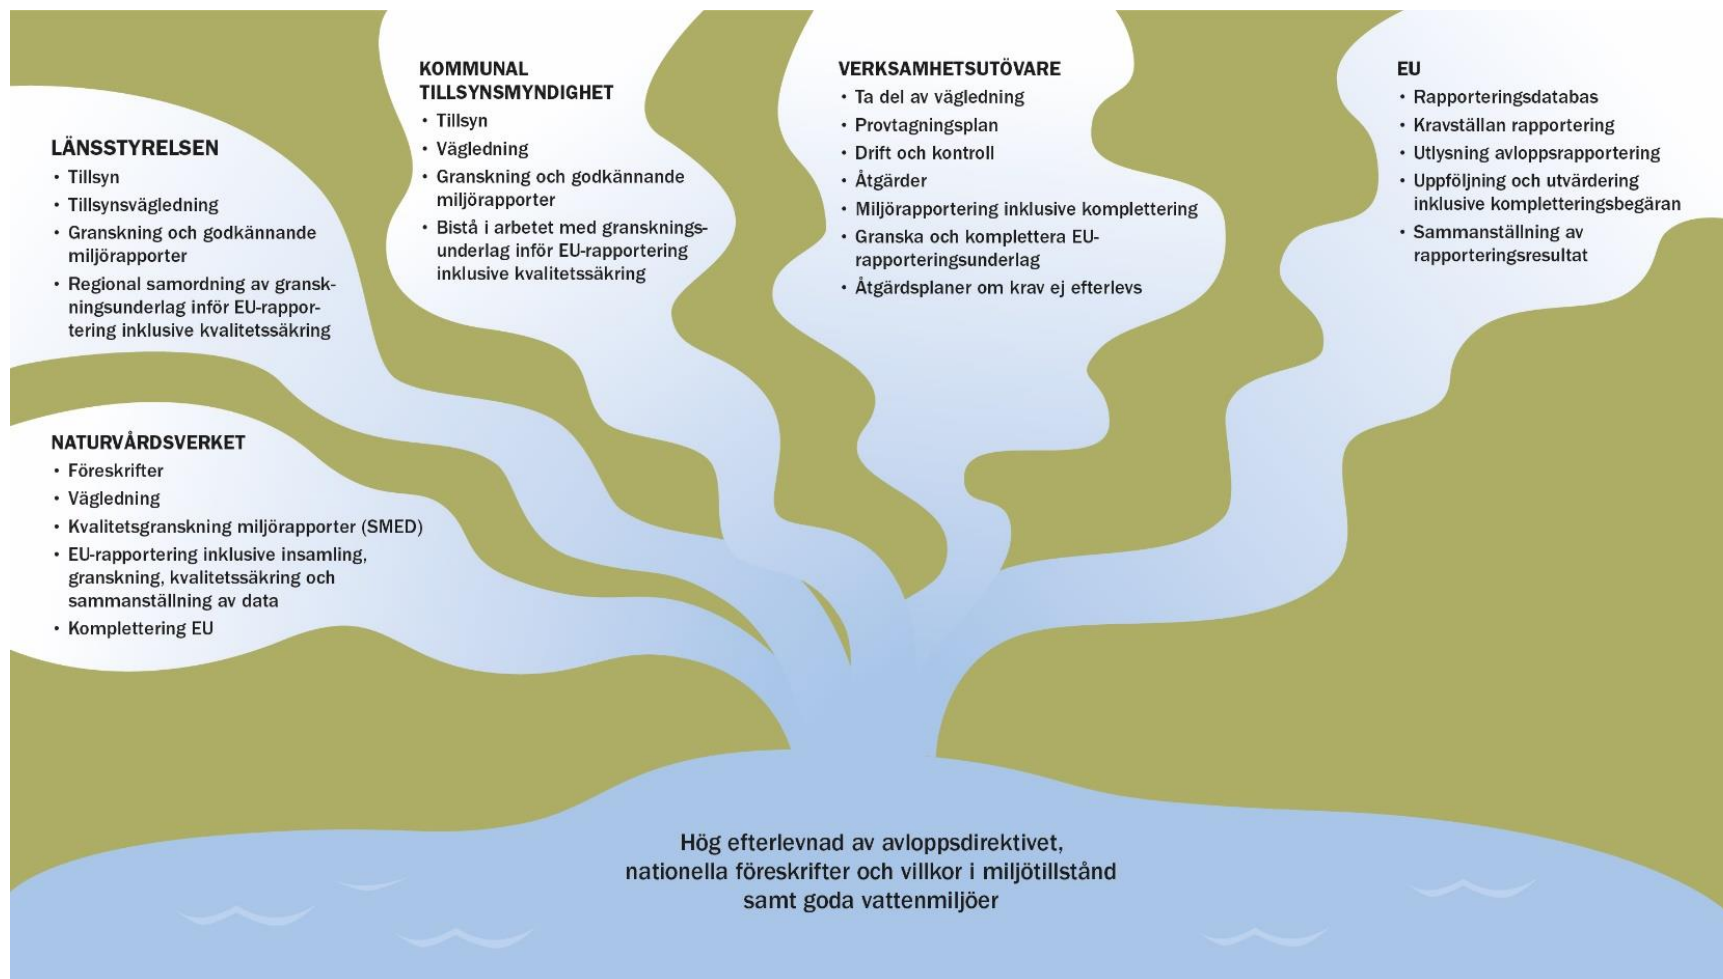 KOMMUNAL
TILLSYNSMYNDIGHET
• Tillsyn
• Vägledning
• Granskning och godkännande
miljörapporter
• Bistå i arbetet med gransknings-
underlag inför EU-rapportering
inklusive kvalitetssäkring
VERKSAMHETSUTÖVARE
• Ta del av vägledning
• Provtagningsplan
• Drift och kontroll
• Åtgärder
• Miljörapportering inklusive komplettering
• Granska och komplettera EU-
rapporteringsunderlag
• Åtgärdsplaner om krav ej efterlevs
EU
• Rapporteringsdatabas
• Kravställan rapportering
• Utlysning avloppsrapportering
• Uppföljning och utvärdering
inklusive kompletteringsbegäran
• Sammanställning av
rapporteringsresultat
LÄNSSTYRELSEN
• Tillsyn
• Tillsynsvägledning
• Granskning och godkännande
miljörapporter
• Regional samordning av gransk-
ningsunderlag inför EU-rappor-
tering inklusive kvalitetssäkring
NATURVÅRDSVERKET
• Föreskrifter
• Vägledning
• Kvalitetsgranskning miljörapporter (SMED)
• EU-rapportering inklusive insamling,
granskning, kvalitetssäkring och
sammanställning av data
• Komplettering EU
Hög efterlevnad av avloppsdirektivet,
nationella föreskrifter och villkor i miljötillstånd
samt goda vattenmiljöer